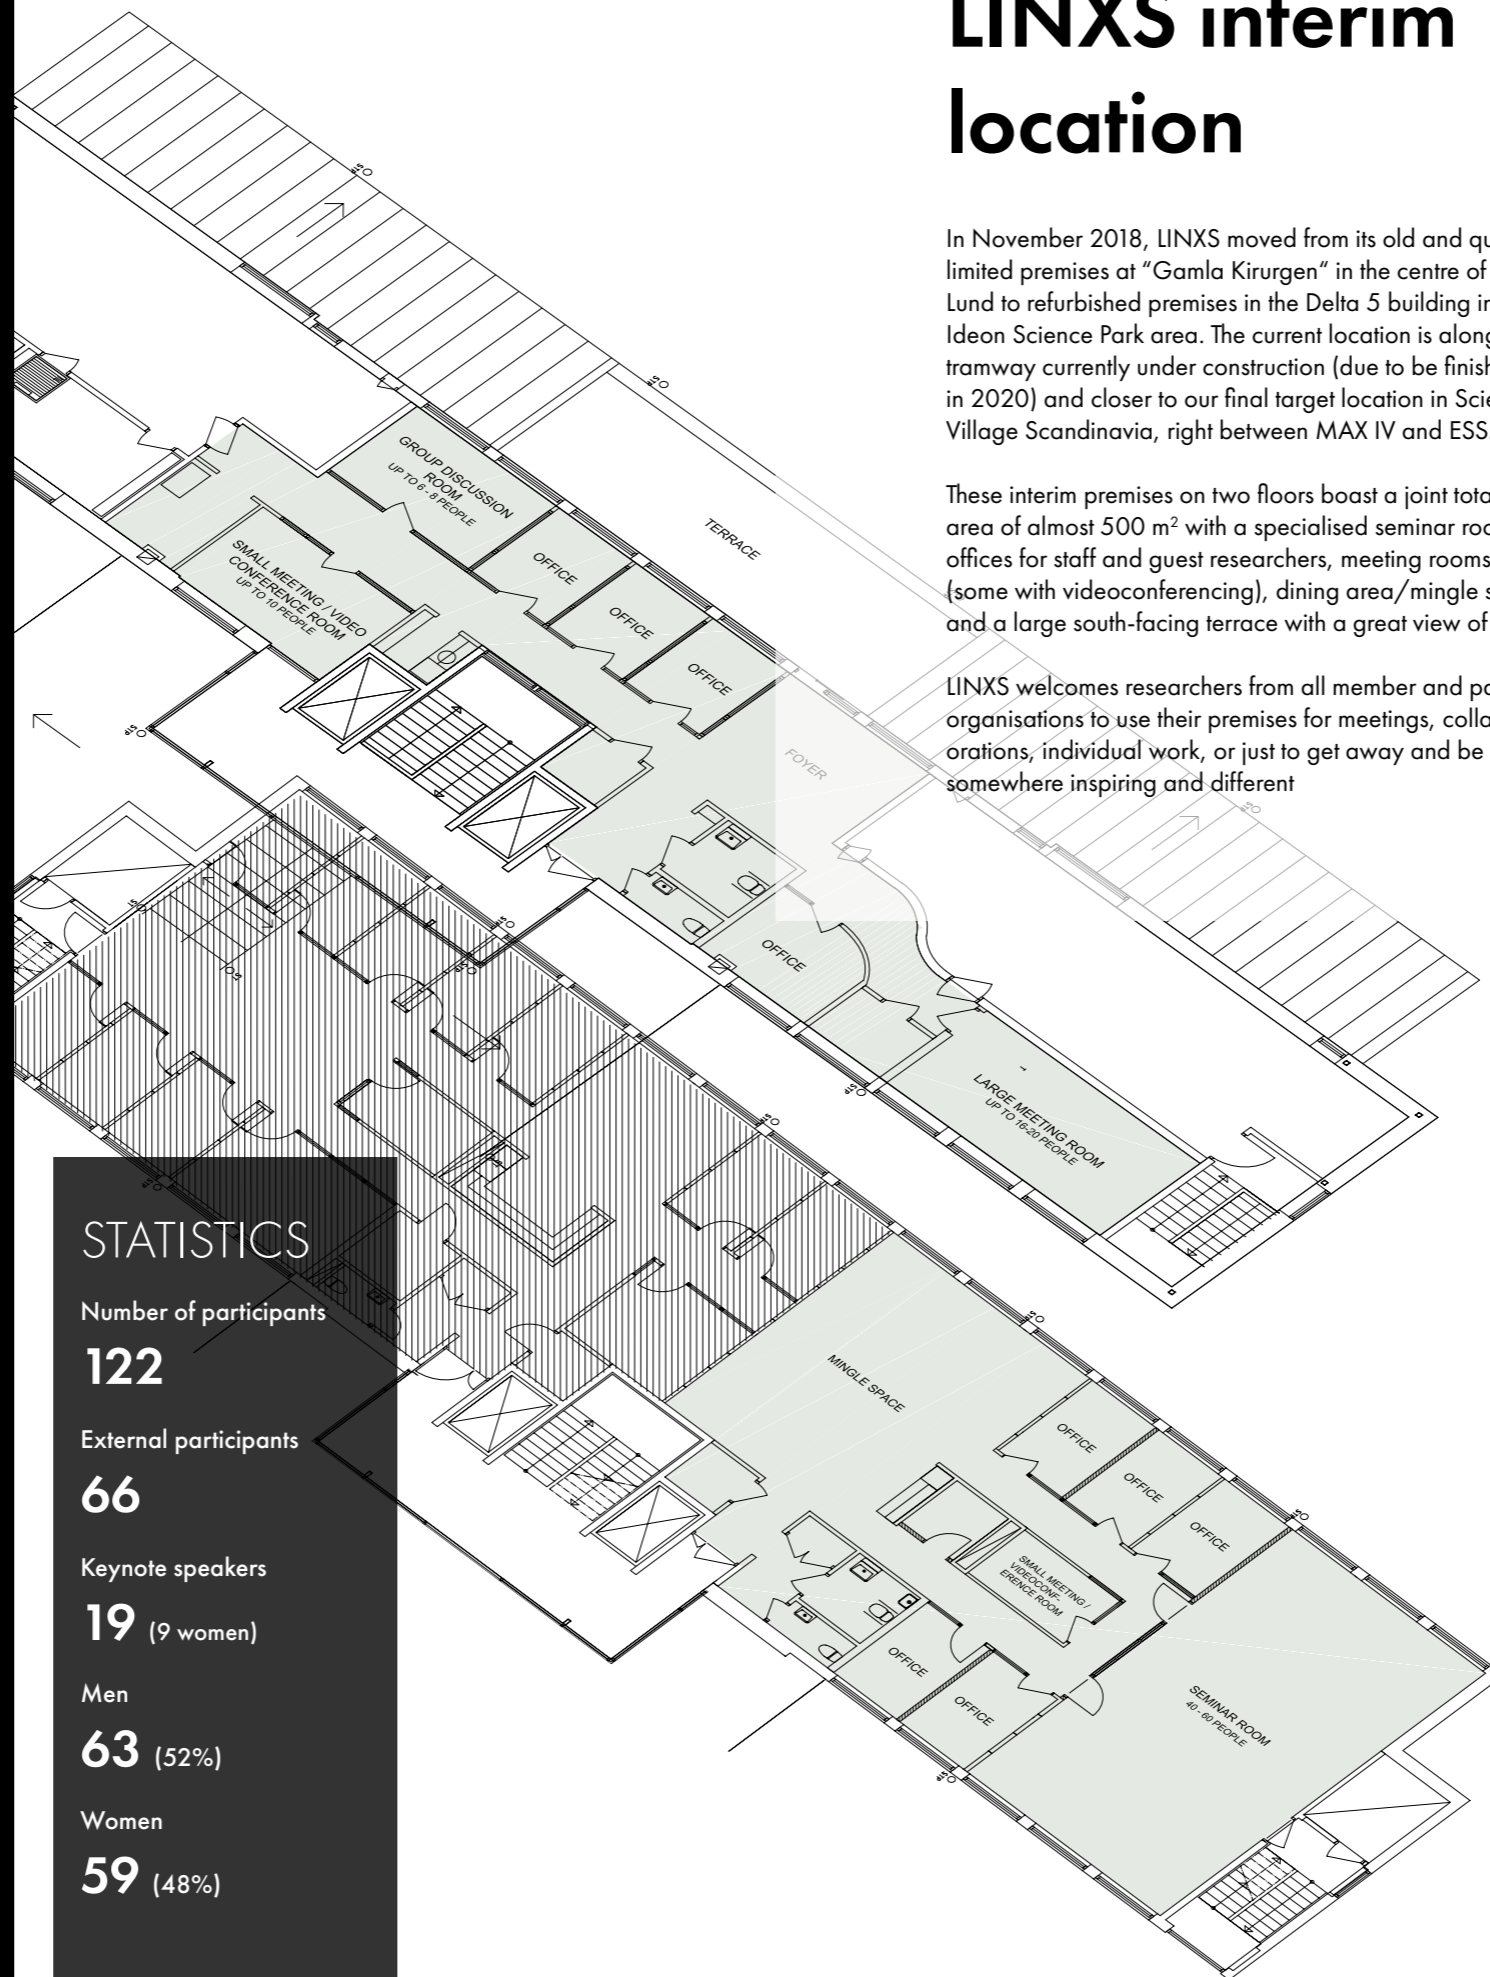 LINXS interim
location
In November 2018, LINXS moved from its old and
limited premises at “Gamla Kirurgen“ in the centre of
Lund to refurbished premises in the Delta 5 building
Ideon Science Park area. The current location is
tramway currently under construction (due to be
in 2020) and closer to our final target location in
Village Scandinavia, right between MAX IV and ESS.
These interim premises on two floors boast a joint
area of almost 500 m² with a specialised seminar
offices for staff and guest researchers, meeting rooms
(some with videoconferencing), dining area/mingle
and a large south-facing terrace with a great view of
LINXS welcomes researchers from all member and
organisations to use their premises for meetings,
orations, individual work, or just to get away and be
somewhere inspiring and different
GROUP DISCUSSION
ROOM
UP TO 6 - 8 PEOPLE
SMALL MEETING / VIDEO
CONFERENCE ROOM
UP TO 10 PEOPLE
OFFICE
OFFICE
OFFICE
TERRACE
FOYER
OFFICE
LARGE MEETING ROOM
UP TO 16-20 PEOPLE
MINGLE SPACE
OFFICE
OFFICE
OFFICE
SMALL MEETING /
VIDEOCONF-
ERENCE ROOM
OFFICE
OFFICE
SEMINAR ROOM
40 - 60 PEOPLE
STATISTICS
Number of participants
122
External participants
66
Keynote speakers
19 (9 women)
Men
63 (52%)
Women
59 (48%)